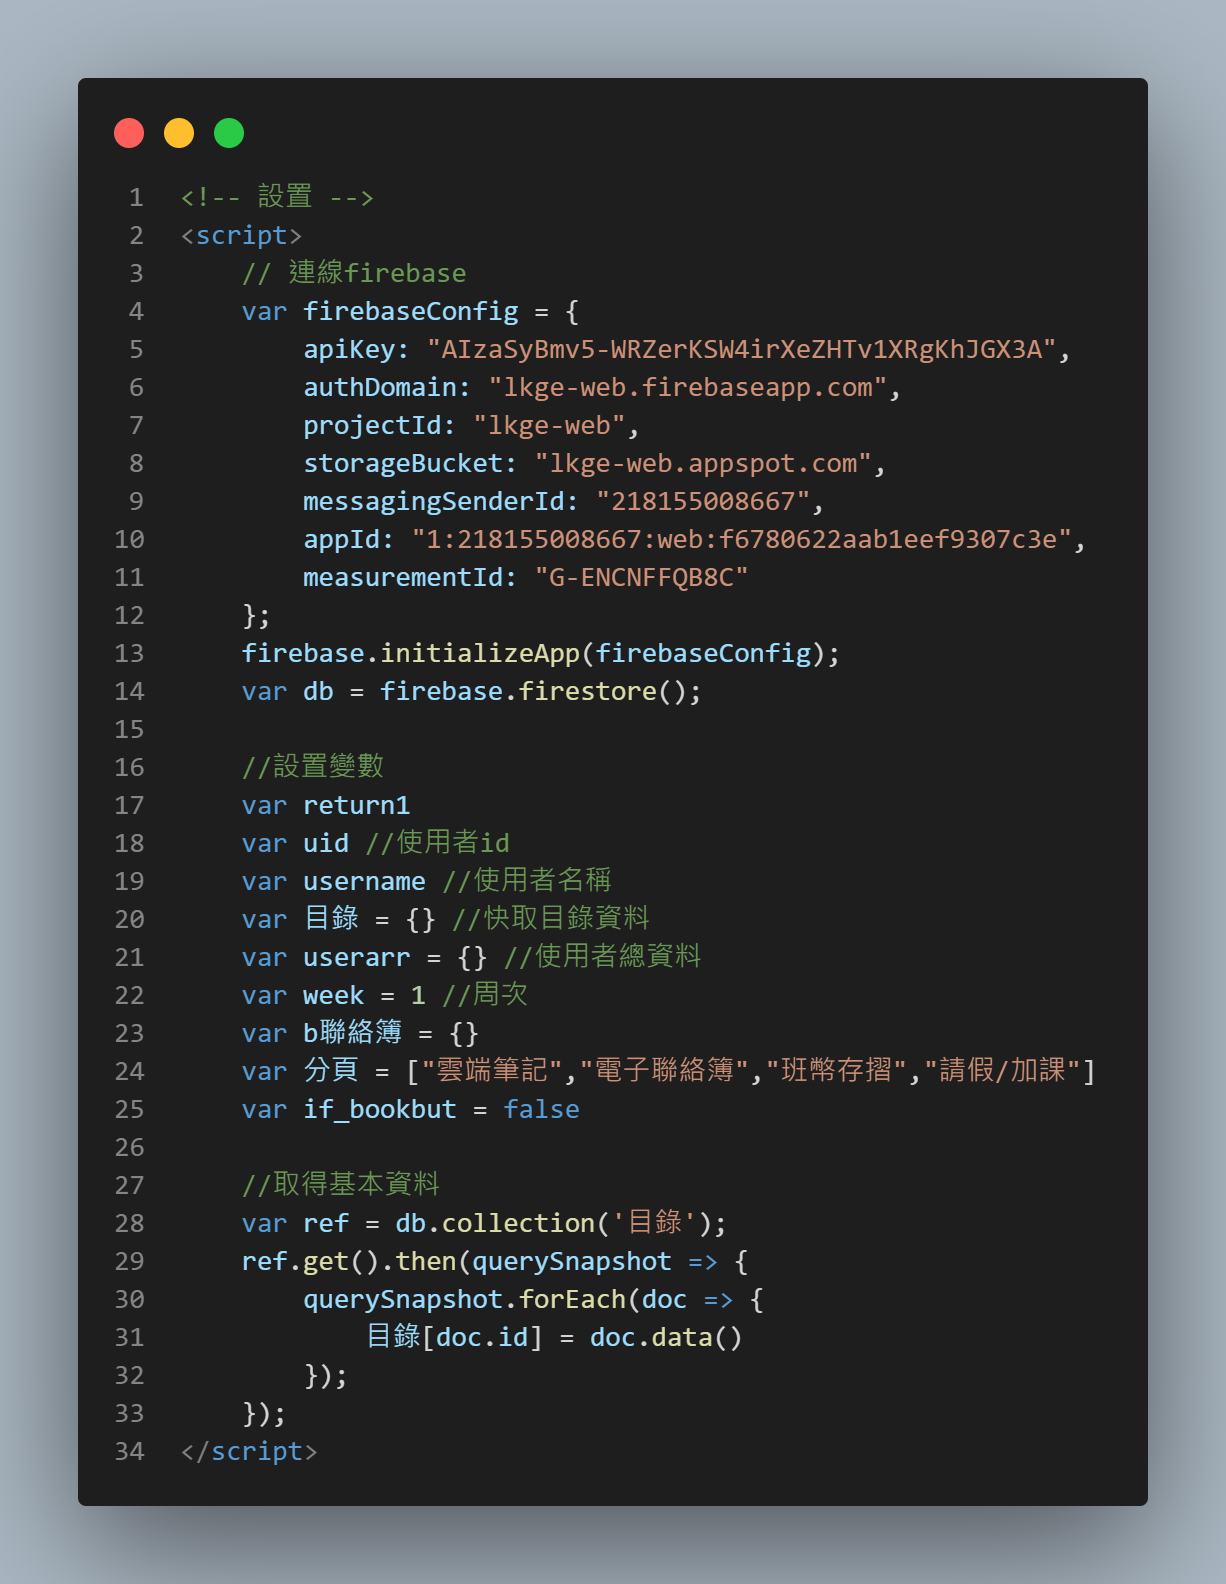 1 <!-- 設置 -->
2 <script>
3 // 連線firebase
4 var firebaseConfig = {
5 apiKey: "AIzaSyBmv5-WRZerKSW4irXeZHTv1XRgKhJGX3A",
6 authDomain: "lkge-web.firebaseapp.com",
7 projectId: "lkge-web",
8 storageBucket: "lkge-web.appspot.com",
9 messagingSenderId: "218155008667",
10 appId: "1:218155008667:web:f6780622aab1eef9307c3e",
11 measurementId: "G-ENCNFFQB8C"
12 };
13 firebase.initializeApp(firebaseConfig);
14 var db = firebase.firestore();
15
16 //設置變數
17 var return1
18 var uid //使用者id
19 var username //使用者名稱
20 var 目錄 = {} //快取目錄資料
21 var userarr = {} //使用者總資料
22 var week = 1 //周次
23 var b聯絡簿 = {}
24 var 分頁 = ["雲端筆記","電子聯絡簿","班幣存摺","請假/加課"]
25 var if_bookbut = false
26
27 //取得基本資料
28 var ref = db.collection('目錄');
29 ref.get().then(querySnapshot => {
30 querySnapshot.forEach(doc => {
31 目錄[doc.id] = doc.data()
32 });
33 });
34 </script>